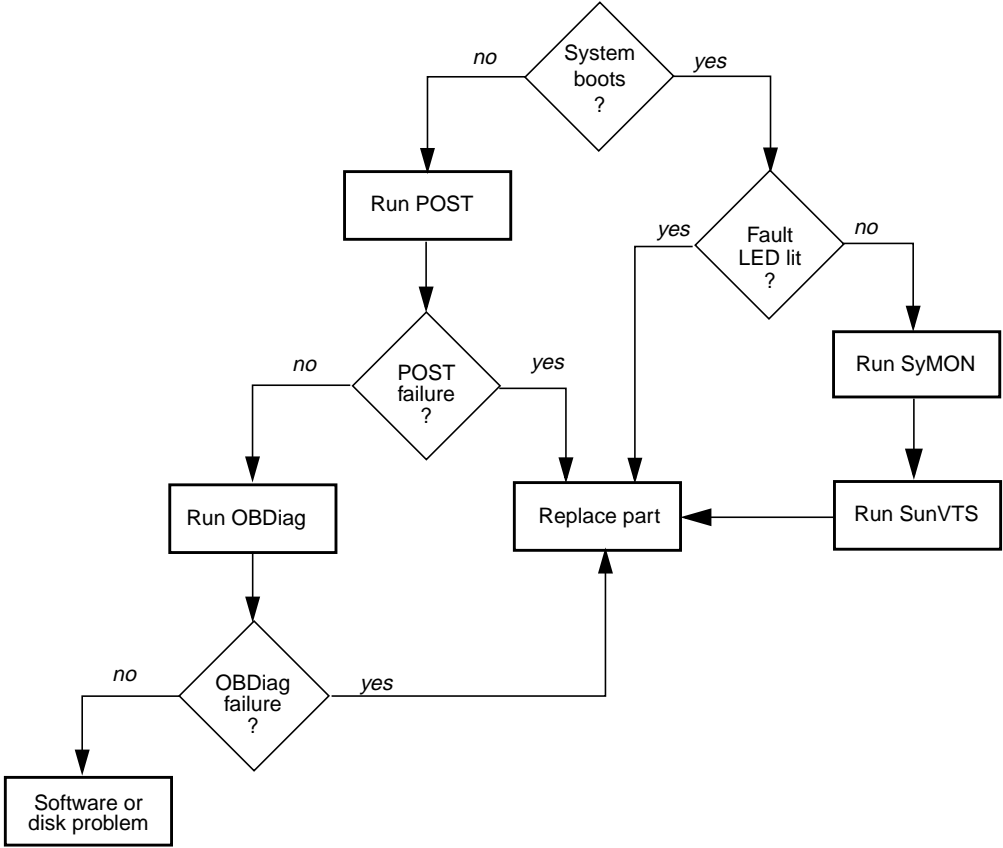 System
boots
?
no
yes
Run POST
Fault
LED lit
?
yes
no
Run SyMON
POST
failure
?
no
yes
Run OBDiag
Replace part
Run SunVTS
OBDiag
failure
?
no
yes
Software or
disk problem